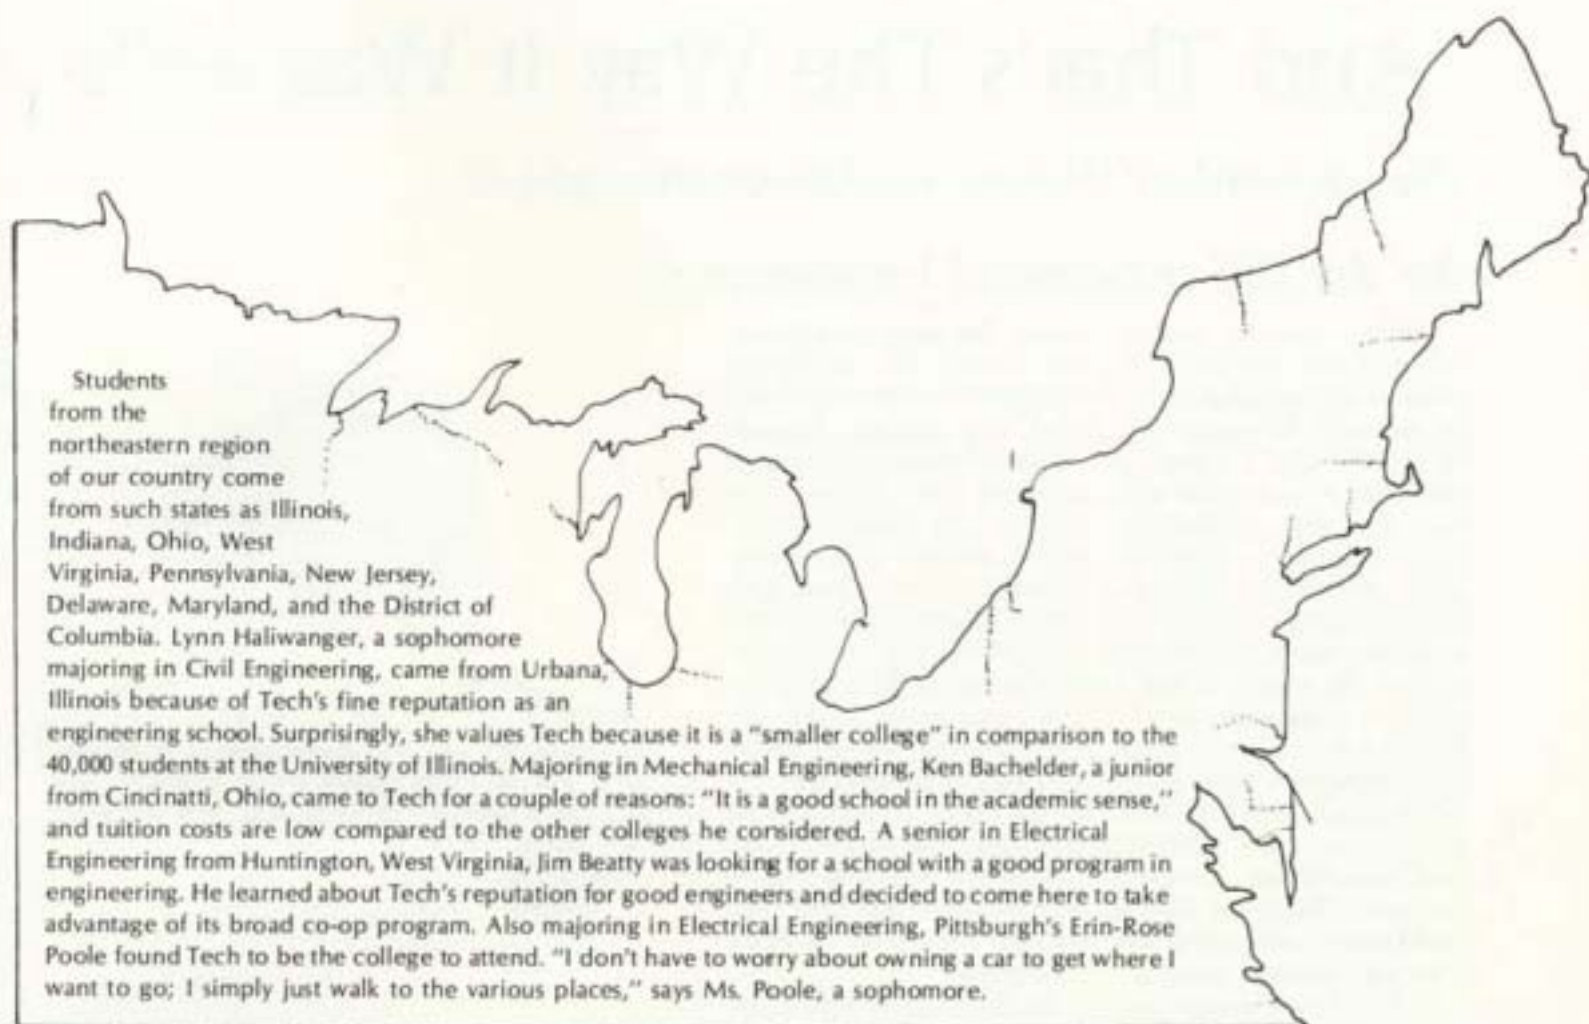 Students
from the
northeastern region
of our country come
from such states as Illinois,
Indiana, Ohio, West
Virginia, Pennsylvania, New Jersey,
Delaware, Maryland, and the District of
Columbia. Lynn Haliwanger, a sophomore
majoring in Civil Engineering, came from Urbana,
Illinois because of Tech's fine reputation as an
engineering school. Surprisingly, she values Tech because it is a "smaller college" in comparison to the
40,000 students at the University of Illinois. Majoring in Mechanical Engineering, Ken Bachelder, a junior
from Cincinatti, Ohio, came to Tech for a couple of reasons: "It is a good school in the academic sense,"
and tuition costs are low compared to the other colleges he considered. A senior in Electrical
Engineering from Huntington, West Virginia, Jim Beatty was looking for a school with a good program in
engineering. He learned about Tech's reputation for good engineers and decided to come here to take
advantage of its broad co-op program. Also majoring in Electrical Engineering, Pittsburgh's Erin-Rose
Poole found Tech to be the college to attend. "I don't have to worry about owning a car to get where I
want to go; I simply just walk to the various places," says Ms. Poole, a sophomore.